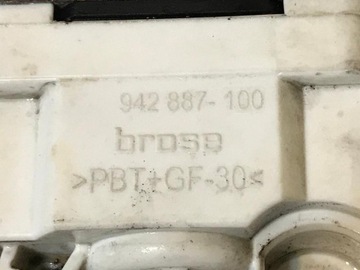 942 887-100
brose
>PBT+GF-30<